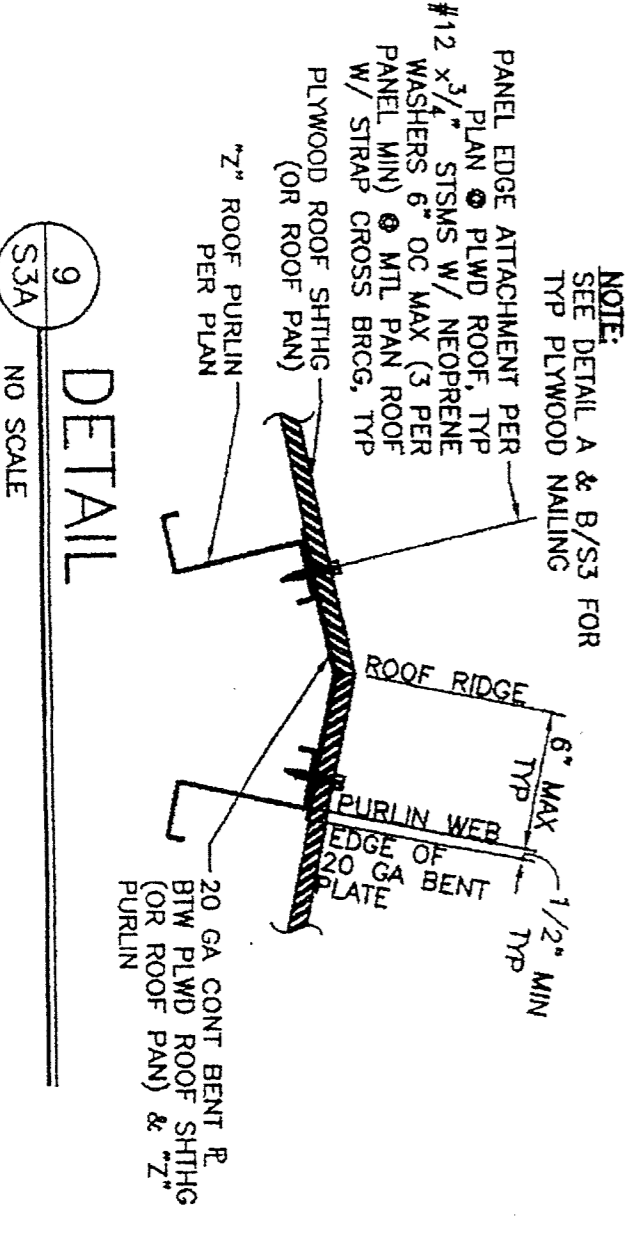 NOTE:
SEE DETAIL A & B/S3 FOR
TYP PLYWOOD NAILING
PANEL EDGE ATTACHMENT PER
PLAN @ PLWD ROOF, TYP
#12 x 3/4" STSMS W/ NEOPRENE
WASHERS 6" OC MAX (3 PER
PANEL MIN) @ MTL PAN ROOF
W/ STRAP CROSS BRCG, TYP
PLYWOOD ROOF SHTHG
(OR ROOF PAN)
"Z" ROOF PURLIN
PER PLAN
ROOF RIDGE
6" MAX
TYP
1/2" MIN
TYP
PURLIN WEB
EDGE OF
20 GA BENT
PLATE
20 GA CONT BENT PL
BTW PLWD ROOF SHTHG
(OR ROOF PAN) & "Z"
PURLIN
9
S3A
DETAIL
NO SCALE